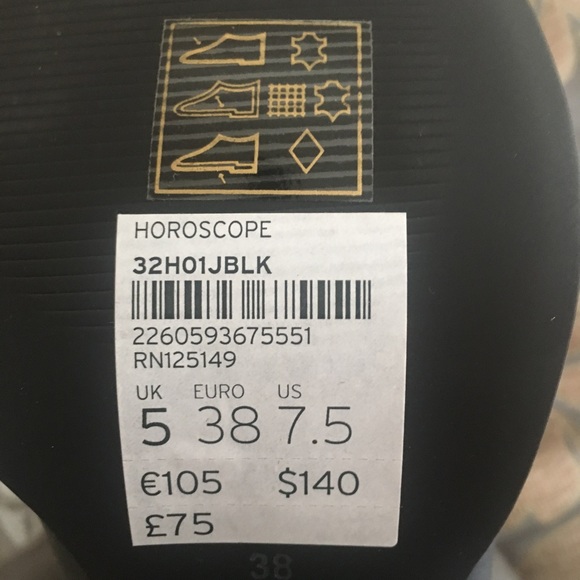 HOROSCOPE
32H01JBLK
2260593675551
RN125149
UK EURO US
5 38 7.5
€105 $140
£75
38